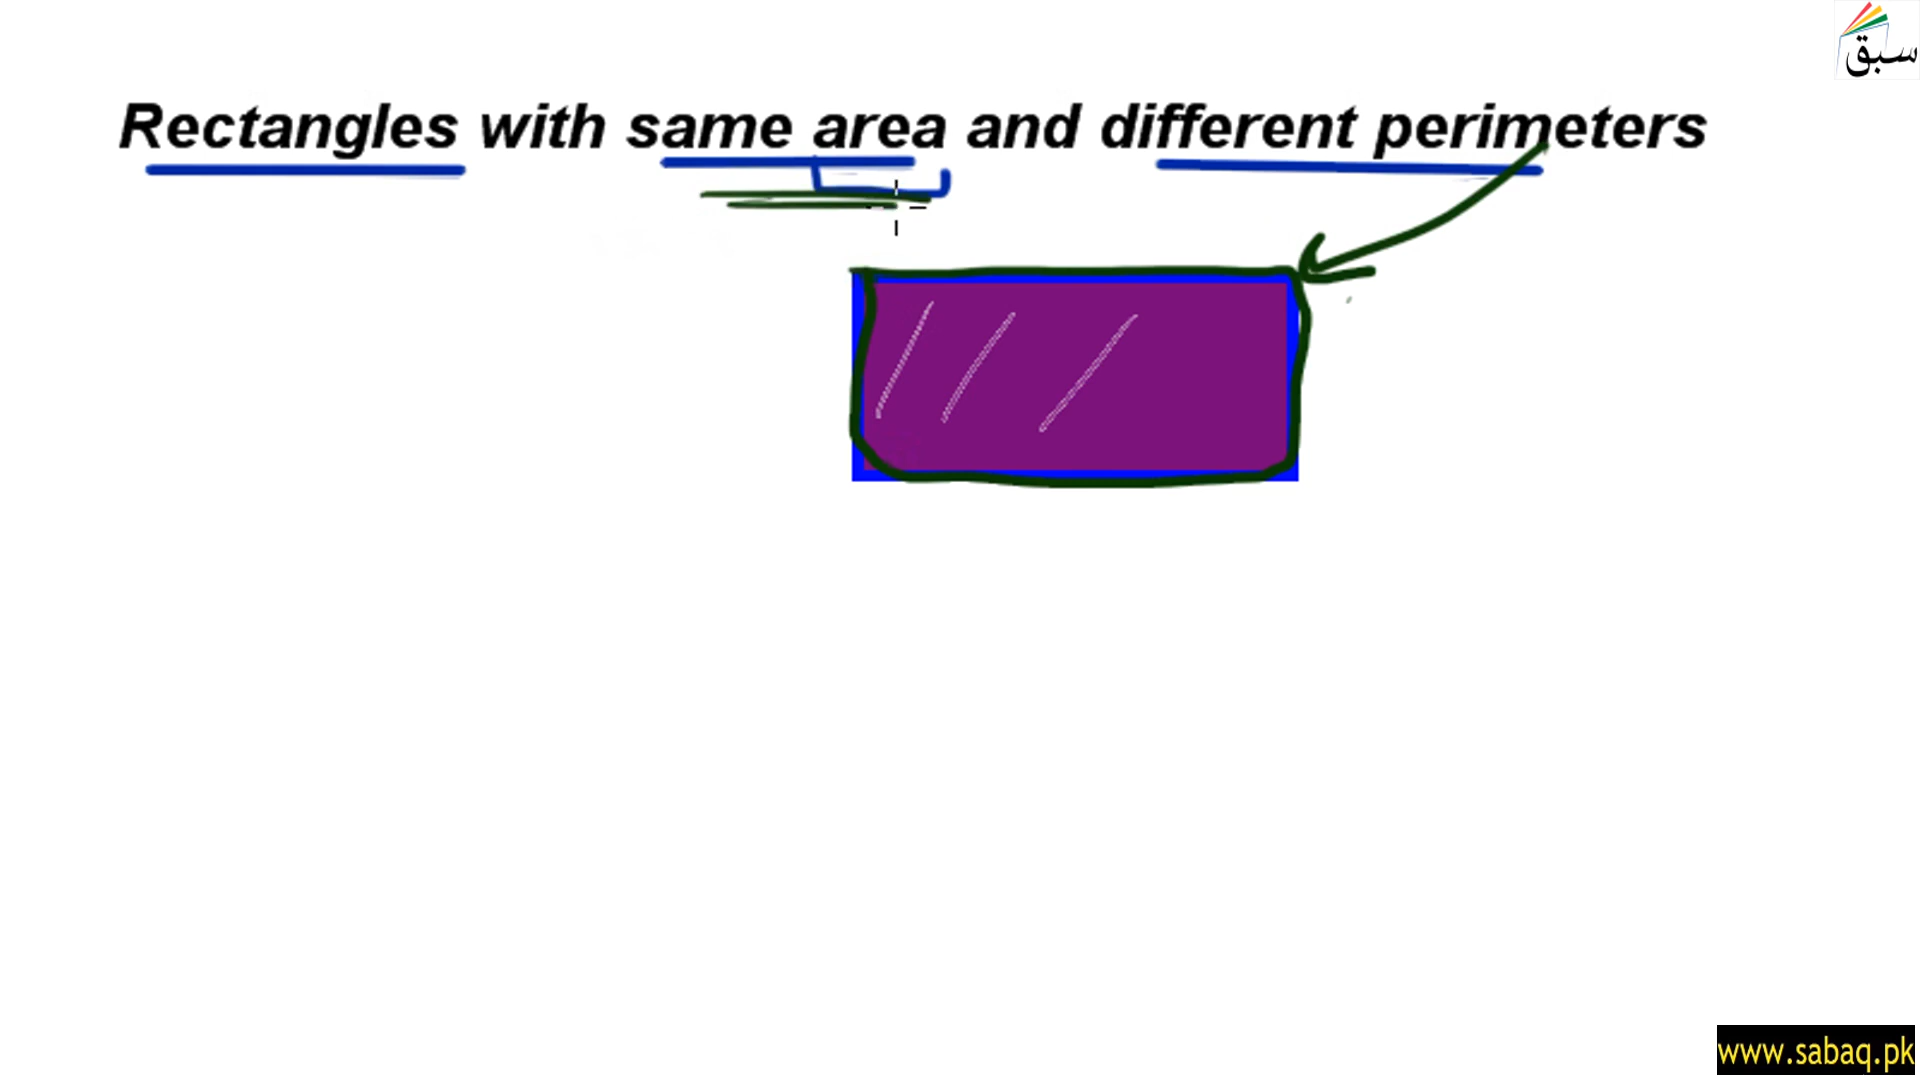 سبق
Rectangles with same area and different perimeters
www.sabaq.pk